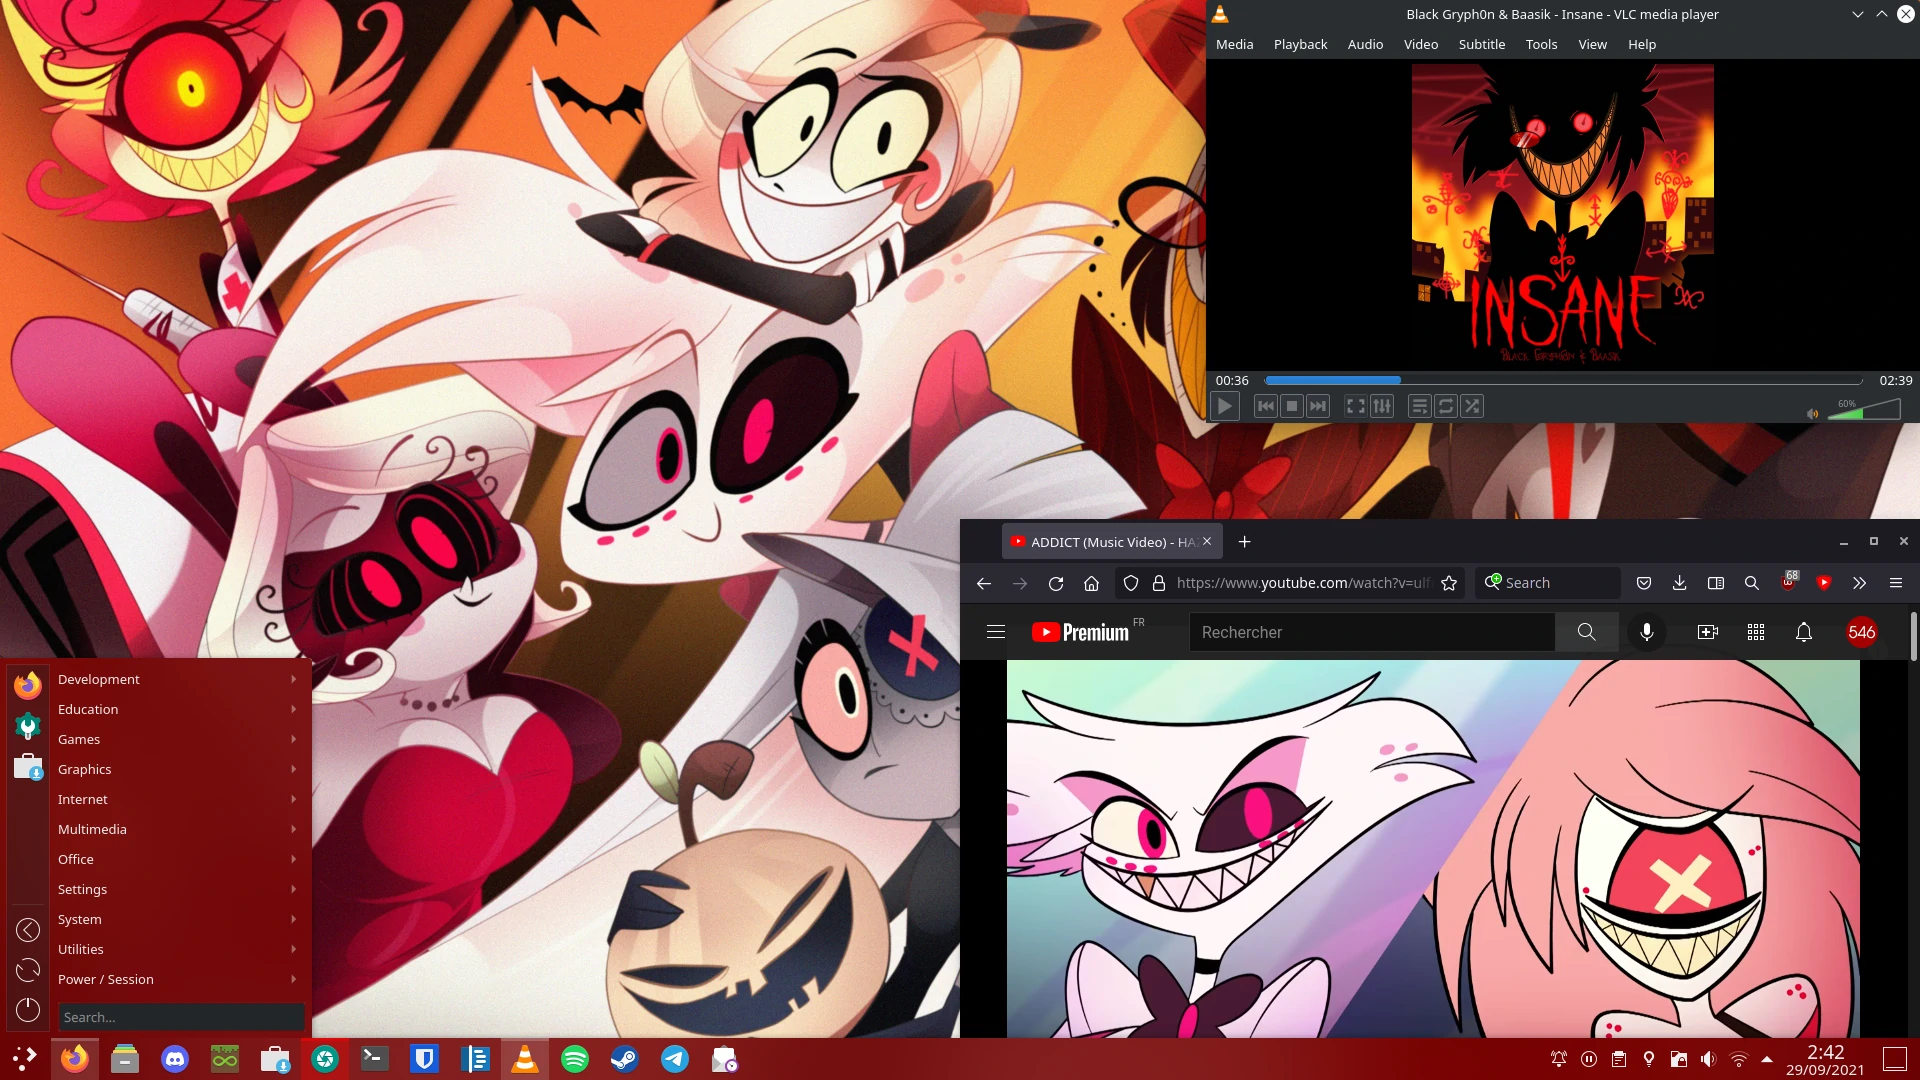 Black Gryph0n & Baasik - Insane - VLC media player
Media Playback Audio Video Subtitle Tools View Help
INSANE
BLACK GRYPH0N & BAASIK
00:36
02:39
60%
ADDICT (Music Video) - HAZ
https://www.youtube.com/watch?v=ulf
Search
68
Premium FR
Rechercher
546
Development
Education
Games
Graphics
Internet
Multimedia
Office
Settings
System
Utilities
Power / Session
Search...
2:42
29/09/2021